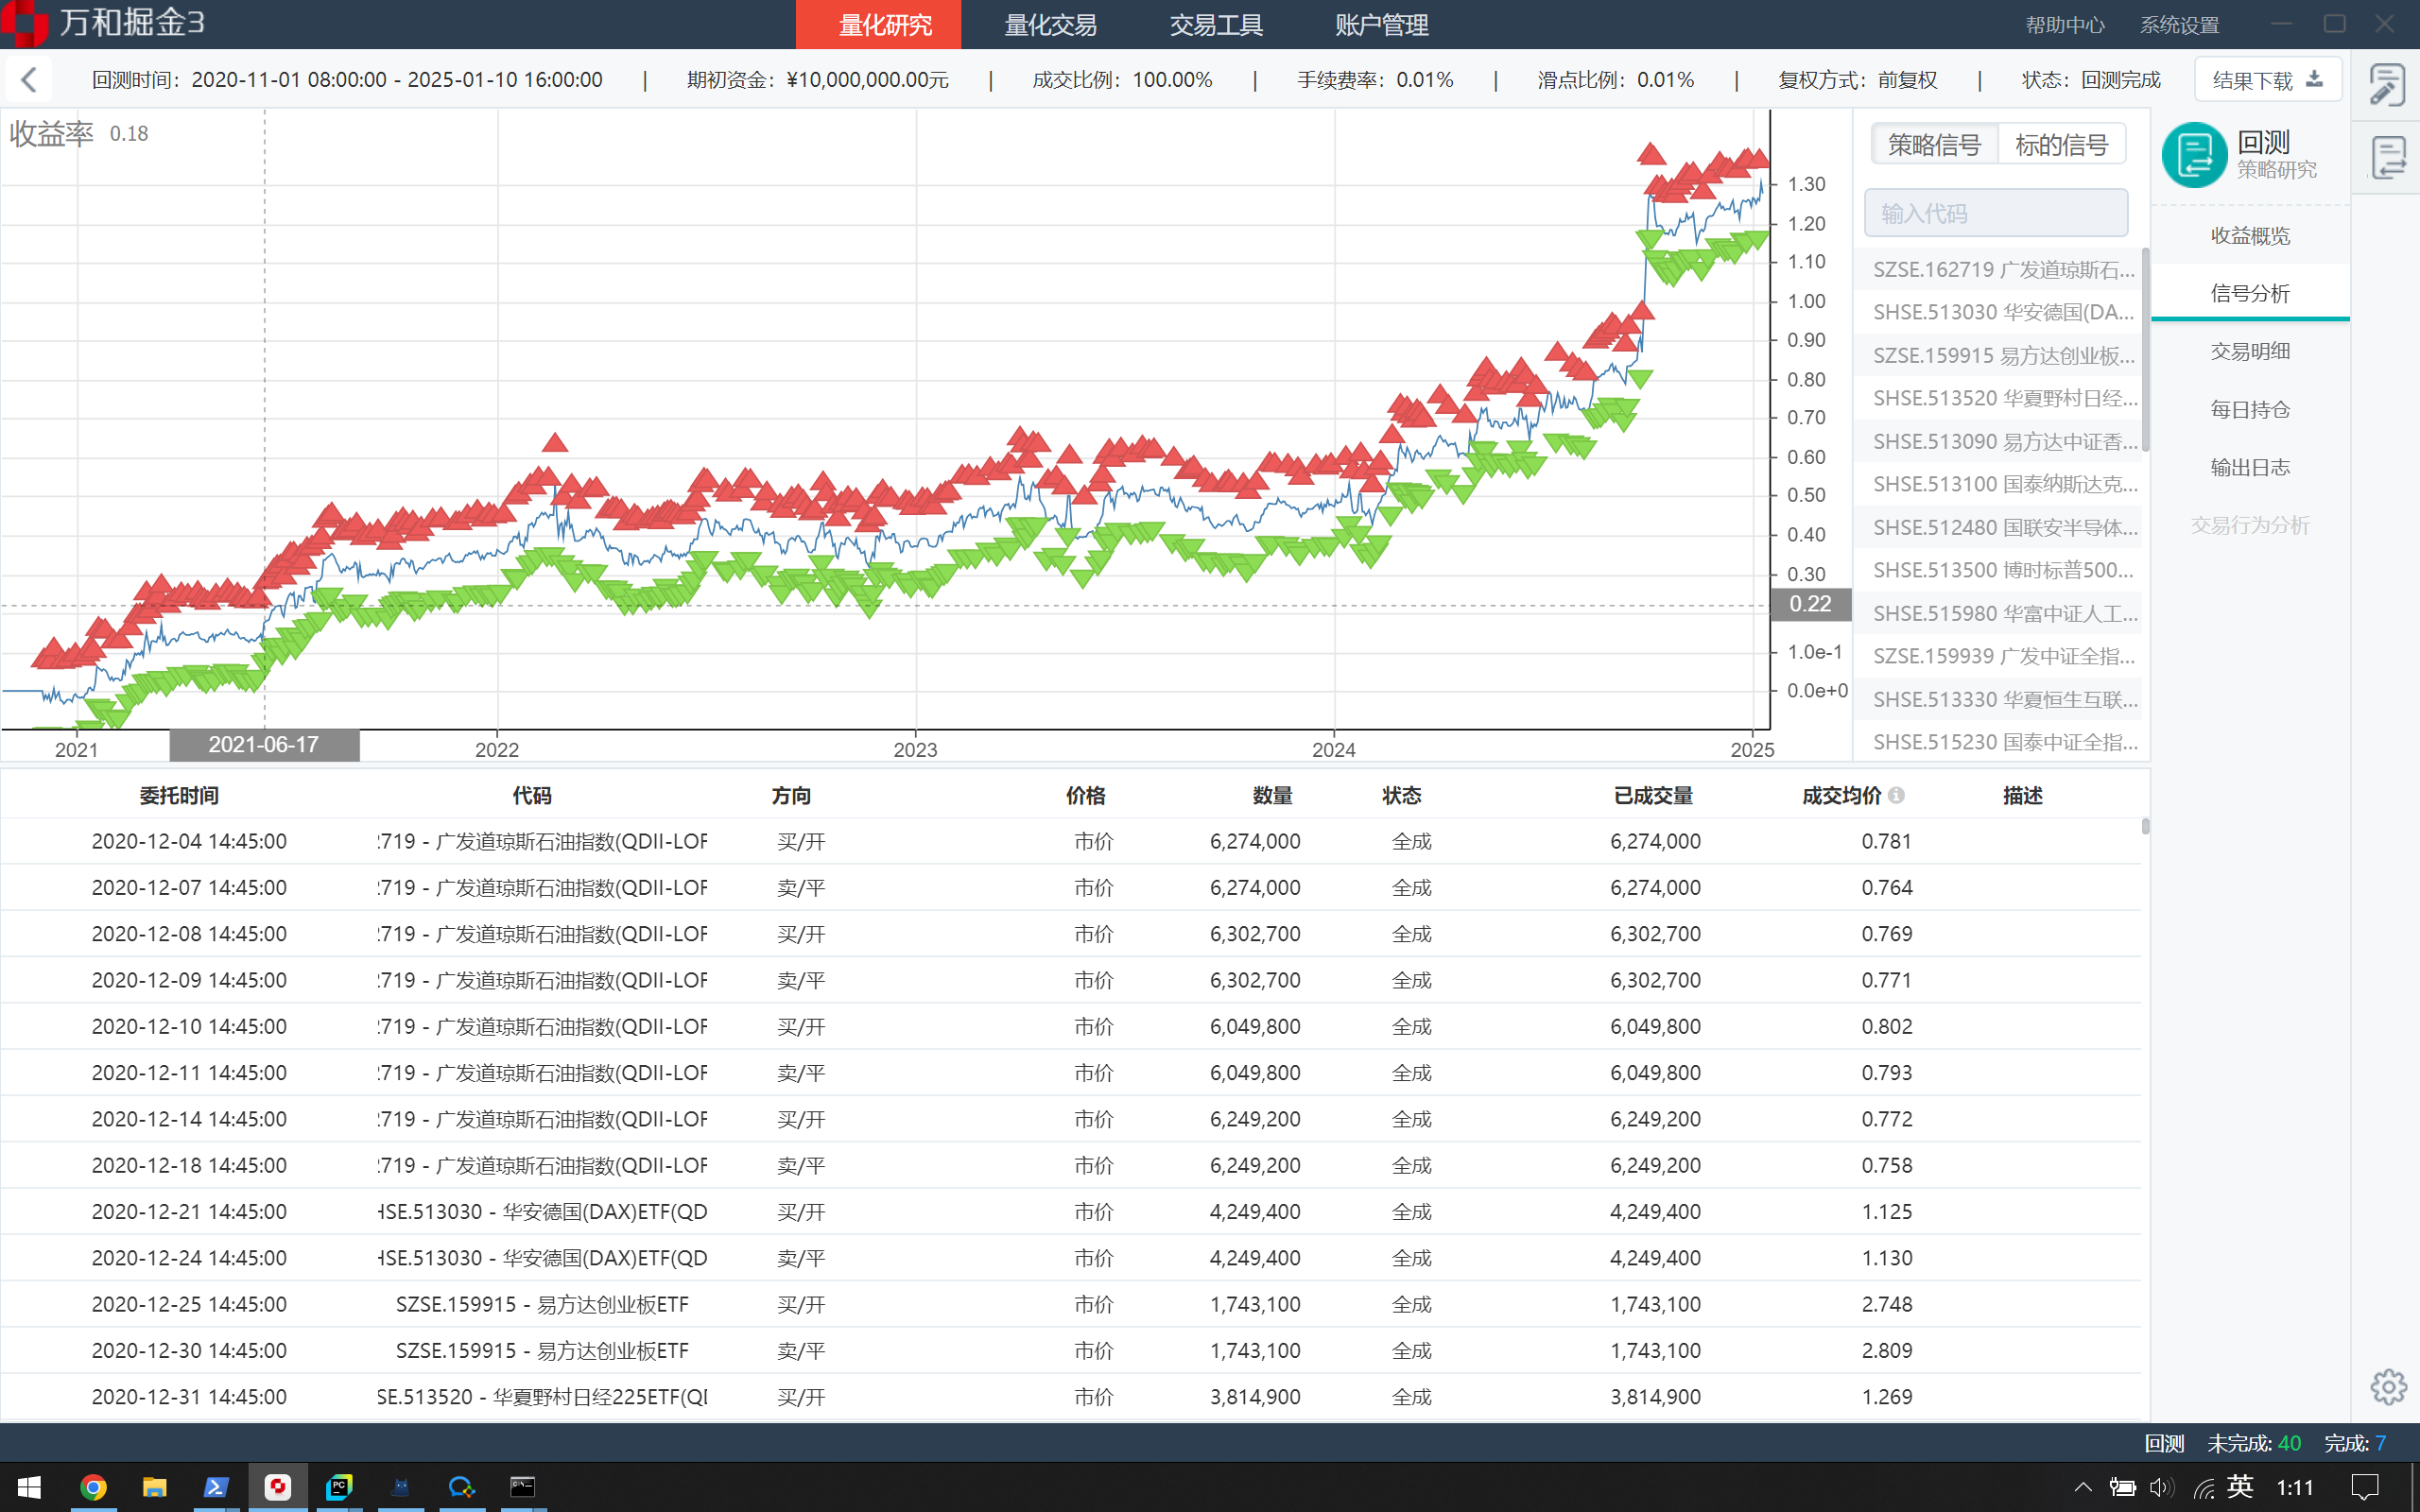 万和掘金3
量化研究 量化交易 交易工具 账户管理 帮助中心 系统设置
回测时间：2020-11-01 08:00:00 - 2025-01-10 16:00:00 | 期初资金：¥10,000,000.00元 | 成交比例：100.00% | 手续费率：0.01% | 滑点比例：0.01% | 复权方式：前复权 | 状态：回测完成 结果下载
收益率 0.18
1.30
1.20
1.10
1.00
0.90
0.80
0.70
0.60
0.50
0.40
0.30
0.22
1.0e-1
0.0e+0
2021 2021-06-17 2022 2023 2024 2025
策略信号 标的信号
输入代码
SZSE.162719 广发道琼斯石...
SHSE.513030 华安德国(DA...
SZSE.159915 易方达创业板...
SHSE.513520 华夏野村日经...
SHSE.513090 易方达中证香...
SHSE.513100 国泰纳斯达克...
SHSE.512480 国联安半导体...
SHSE.513500 博时标普500...
SHSE.515980 华富中证人工...
SZSE.159939 广发中证全指...
SHSE.513330 华夏恒生互联...
SHSE.515230 国泰中证全指...
回测
策略研究
收益概览
信号分析
交易明细
每日持仓
输出日志
交易行为分析
委托时间 代码 方向 价格 数量 状态 已成交量 成交均价 描述
2020-12-04 14:45:00 2719 - 广发道琼斯石油指数(QDII-LOF 买/开 市价 6,274,000 全成 6,274,000 0.781
2020-12-07 14:45:00 2719 - 广发道琼斯石油指数(QDII-LOF 卖/平 市价 6,274,000 全成 6,274,000 0.764
2020-12-08 14:45:00 2719 - 广发道琼斯石油指数(QDII-LOF 买/开 市价 6,302,700 全成 6,302,700 0.769
2020-12-09 14:45:00 2719 - 广发道琼斯石油指数(QDII-LOF 卖/平 市价 6,302,700 全成 6,302,700 0.771
2020-12-10 14:45:00 2719 - 广发道琼斯石油指数(QDII-LOF 买/开 市价 6,049,800 全成 6,049,800 0.802
2020-12-11 14:45:00 2719 - 广发道琼斯石油指数(QDII-LOF 卖/平 市价 6,049,800 全成 6,049,800 0.793
2020-12-14 14:45:00 2719 - 广发道琼斯石油指数(QDII-LOF 买/开 市价 6,249,200 全成 6,249,200 0.772
2020-12-18 14:45:00 2719 - 广发道琼斯石油指数(QDII-LOF 卖/平 市价 6,249,200 全成 6,249,200 0.758
2020-12-21 14:45:00 HSE.513030 - 华安德国(DAX)ETF(QD 买/开 市价 4,249,400 全成 4,249,400 1.125
2020-12-24 14:45:00 HSE.513030 - 华安德国(DAX)ETF(QD 卖/平 市价 4,249,400 全成 4,249,400 1.130
2020-12-25 14:45:00 SZSE.159915 - 易方达创业板ETF 买/开 市价 1,743,100 全成 1,743,100 2.748
2020-12-30 14:45:00 SZSE.159915 - 易方达创业板ETF 卖/平 市价 1,743,100 全成 1,743,100 2.809
2020-12-31 14:45:00 SE.513520 - 华夏野村日经225ETF(QI 买/开 市价 3,814,900 全成 3,814,900 1.269
回测 未完成: 40 完成: 7
英 1:11